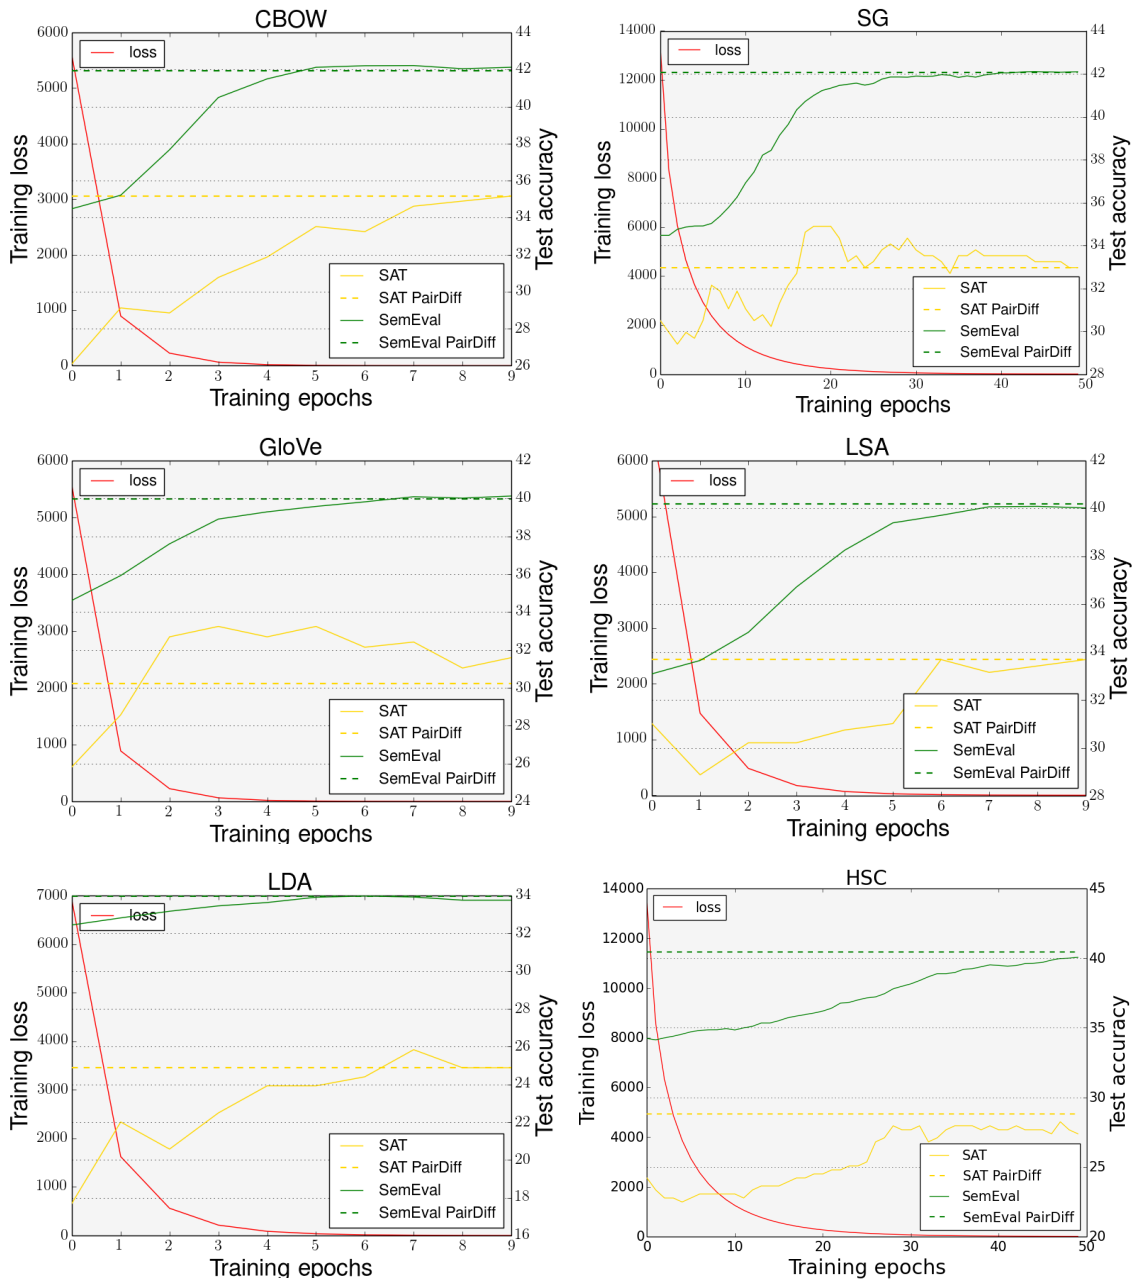 CBOW
6000
5000
4000
3000
2000
1000
0
44
42
40
38
36
34
32
30
28
26
0 1 2 3 4 5 6 7 8 9
Training loss
Test accuracy
Training epochs
loss
SAT
SAT PairDiff
SemEval
SemEval PairDiff
SG
14000
12000
10000
8000
6000
4000
2000
0
44
42
40
38
36
34
32
30
28
0 10 20 30 40 50
Training loss
Test accuracy
Training epochs
loss
SAT
SAT PairDiff
SemEval
SemEval PairDiff
GloVe
6000
5000
4000
3000
2000
1000
0
42
40
38
36
34
32
30
28
26
24
0 1 2 3 4 5 6 7 8 9
Training loss
Test accuracy
Training epochs
loss
SAT
SAT PairDiff
SemEval
SemEval PairDiff
LSA
6000
5000
4000
3000
2000
1000
0
42
40
38
36
34
32
30
28
0 1 2 3 4 5 6 7 8 9
Training loss
Test accuracy
Training epochs
loss
SAT
SAT PairDiff
SemEval
SemEval PairDiff
LDA
7000
6000
5000
4000
3000
2000
1000
0
34
32
30
28
26
24
22
20
18
16
0 1 2 3 4 5 6 7 8 9
Training loss
Test accuracy
Training epochs
loss
SAT
SAT PairDiff
SemEval
SemEval PairDiff
HSC
14000
12000
10000
8000
6000
4000
2000
0
45
40
35
30
25
20
0 10 20 30 40 50
Training loss
Test accuracy
Training epochs
loss
SAT
SAT PairDiff
SemEval
SemEval PairDiff